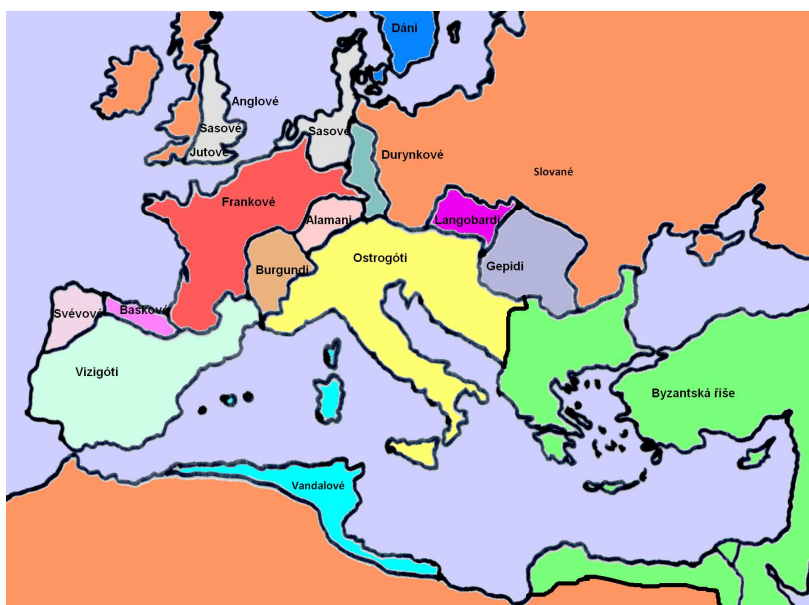 Dáni
Anglové
Sasové
Sasové
Jutové
Durynkové
Slované
Frankové
Alamani
Langobardi
Ostrogóti
Burgundi
Gepidi
Svévové
Baskové
Vizigóti
Byzantská říše
Vandalové